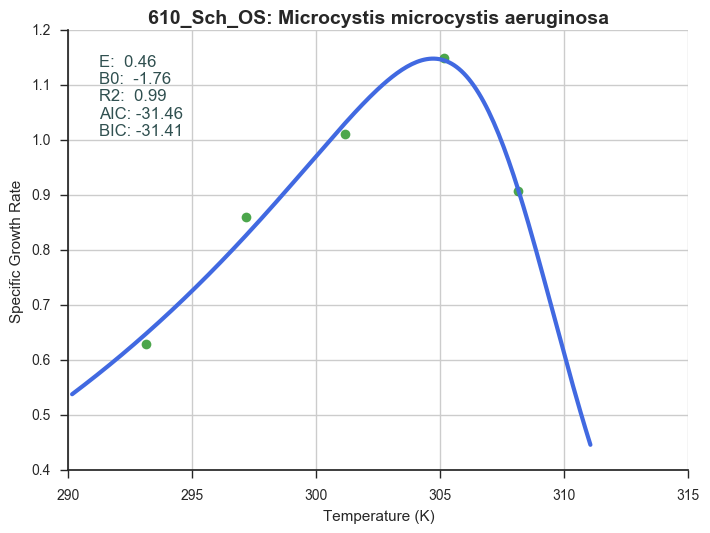 610_Sch_OS: Microcystis microcystis aeruginosa
E: 0.46
B0: -1.76
R2: 0.99
AIC: -31.46
BIC: -31.41
Specific Growth Rate
1.2
1.1
1.0
0.9
0.8
0.7
0.6
0.5
0.4
290 295 300 305 310 315
Temperature (K)